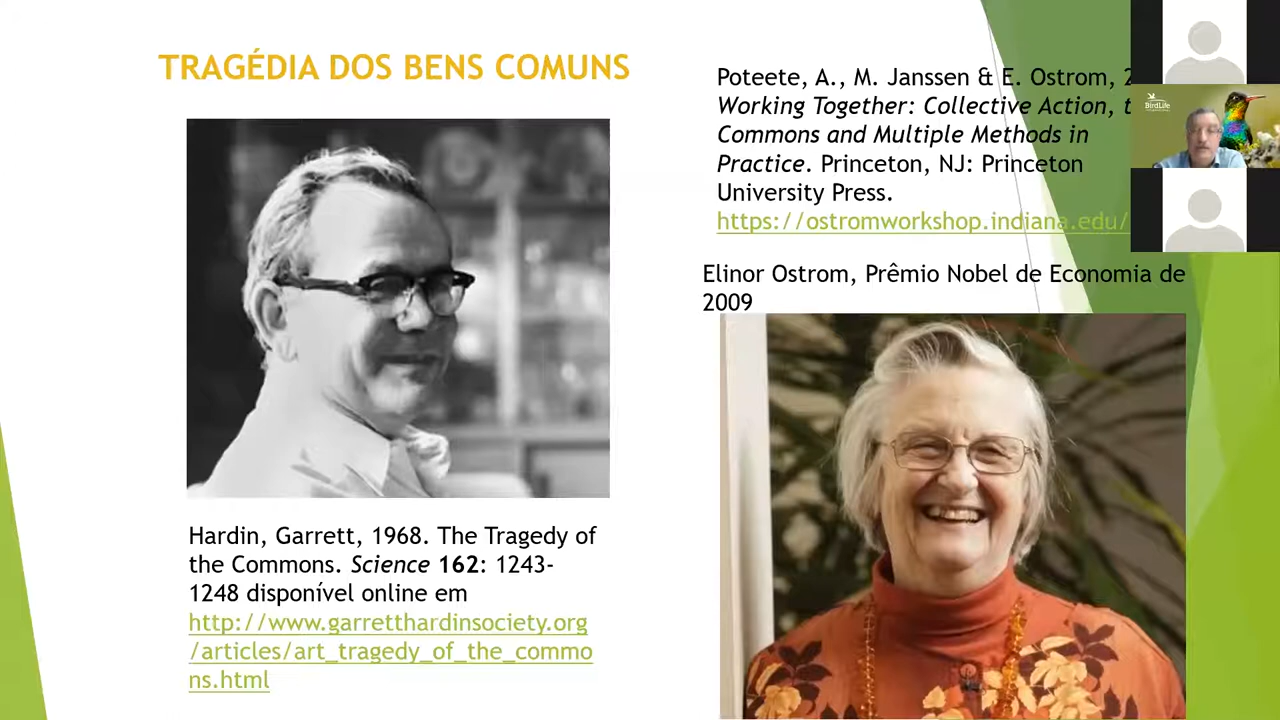 TRAGÉDIA DOS BENS COMUNS
Hardin, Garrett, 1968. The Tragedy of
the Commons. Science 162: 1243-
1248 disponível online em
http://www.garretthardinsociety.org
/articles/art_tragedy_of_the_commo
ns.html
Poteete, A., M. Janssen & E. Ostrom,
Working Together: Collective Action,
Commons and Multiple Methods in
Practice. Princeton, NJ: Princeton
University Press.
https://ostromworkshop.indiana.edu/
Elinor Ostrom, Prêmio Nobel de Economia de
2009
BirdLife